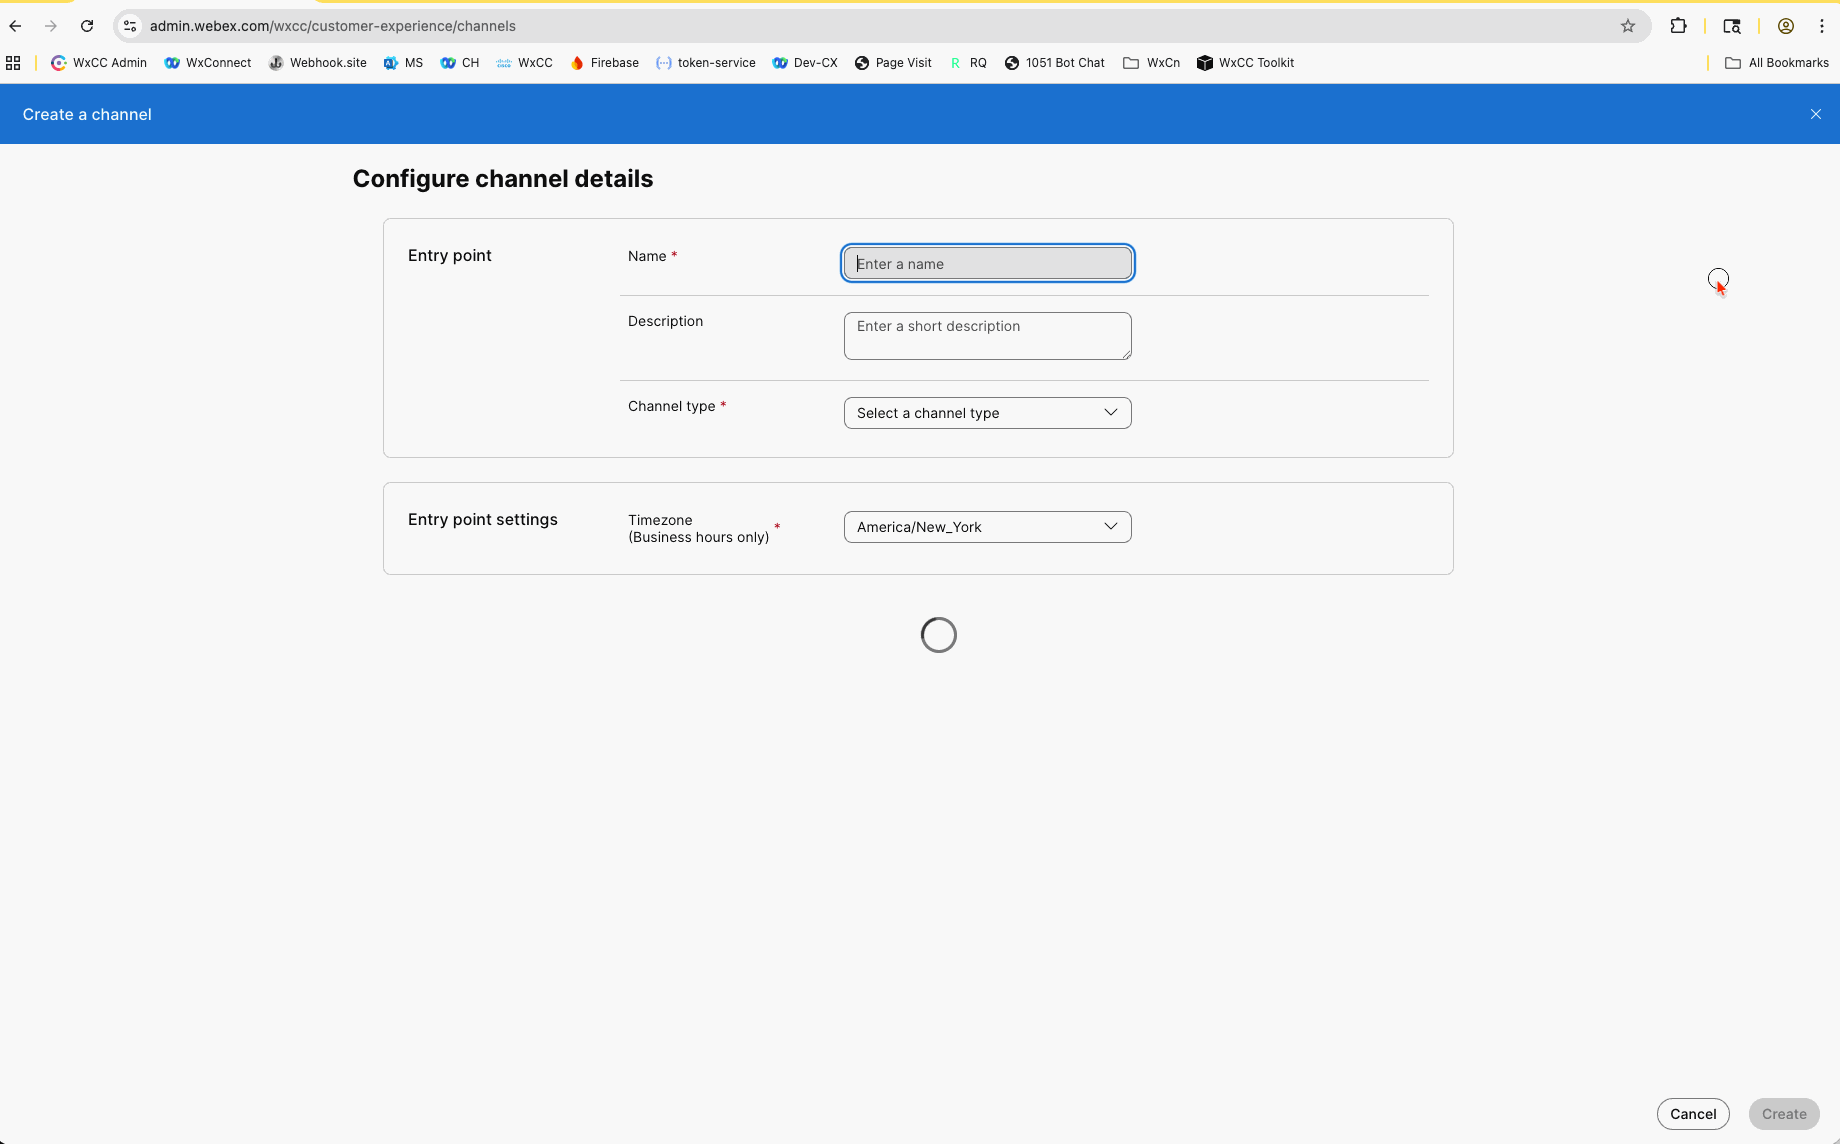 admin.webex.com/wxcc/customer-experience/channels
WxCC Admin WxConnect Webhook.site MS CH WxCC Firebase token-service Dev-CX Page Visit R RQ 1051 Bot Chat WxCn WxCC Toolkit All Bookmarks
Create a channel
Configure channel details
Entry point
Name *
Enter a name
Description
Enter a short description
Channel type *
Select a channel type
Entry point settings
Timezone
(Business hours only) *
America/New_York
Cancel Create